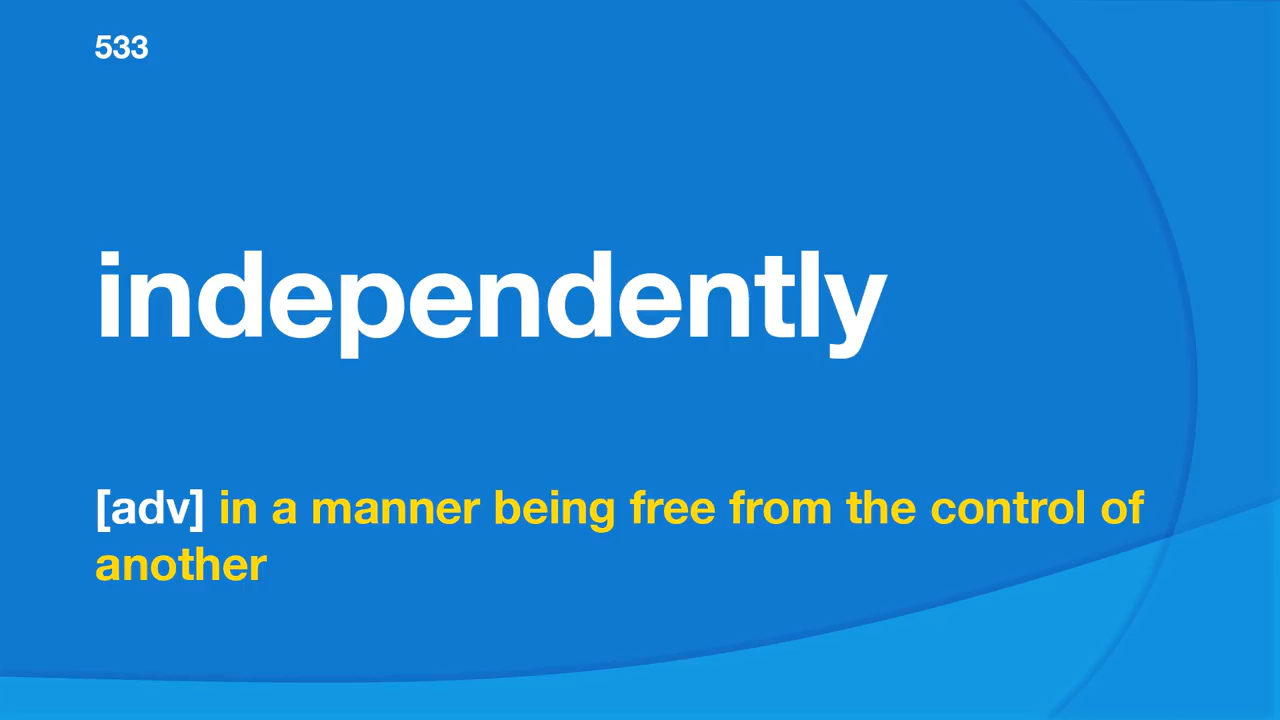 533
independently
[adv] in a manner being free from the control of
another